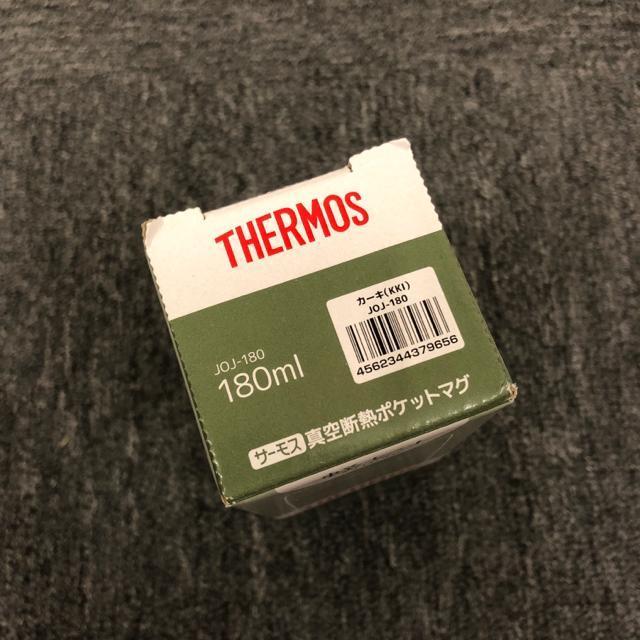 THERMOS
カーキ(KKI)
JOJ-180
4562344379656
JOJ-180
180ml
サーモス 真空断熱ポケットマグ